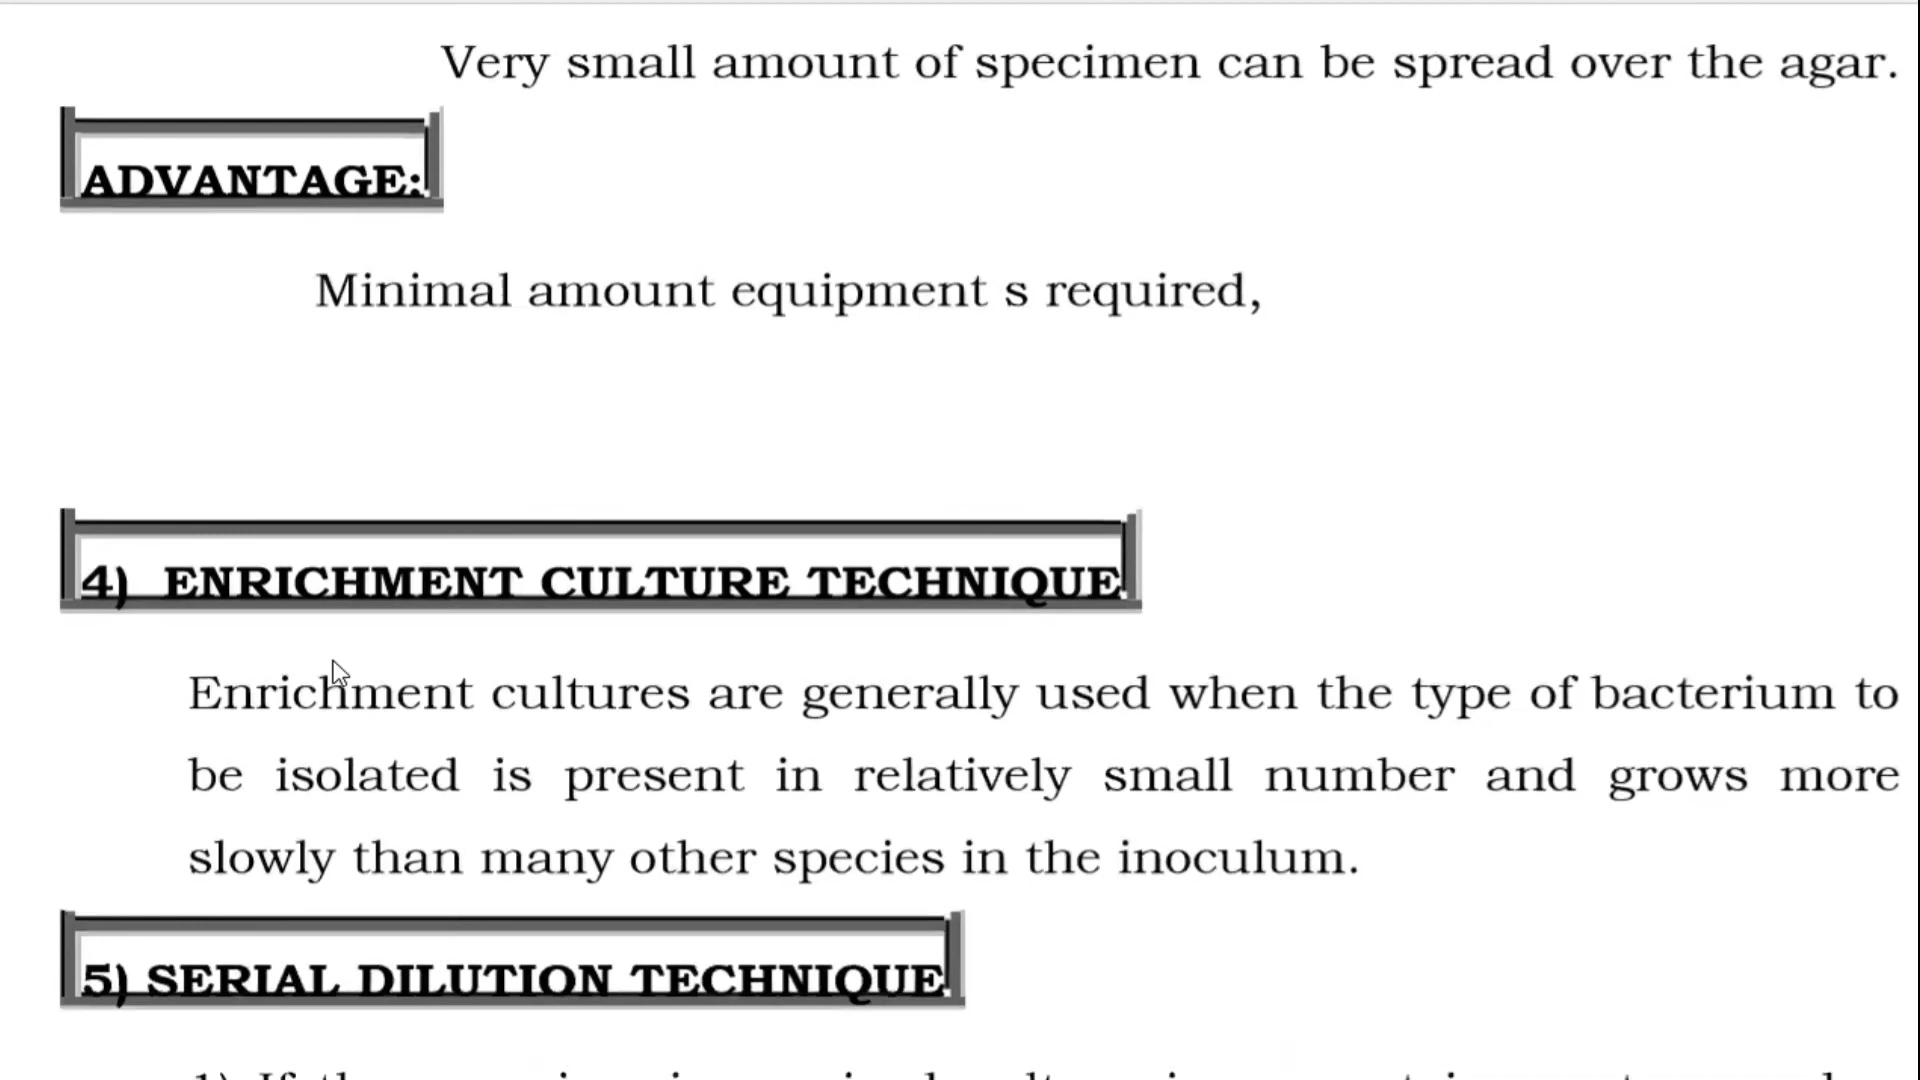 Very small amount of specimen can be spread over the agar.
ADVANTAGE:
Minimal amount equipment s required,
4) ENRICHMENT CULTURE TECHNIQUE
Enrichment cultures are generally used when the type of bacterium to
be isolated is present in relatively small number and grows more
slowly than many other species in the inoculum.
5) SERIAL DILUTION TECHNIQUE